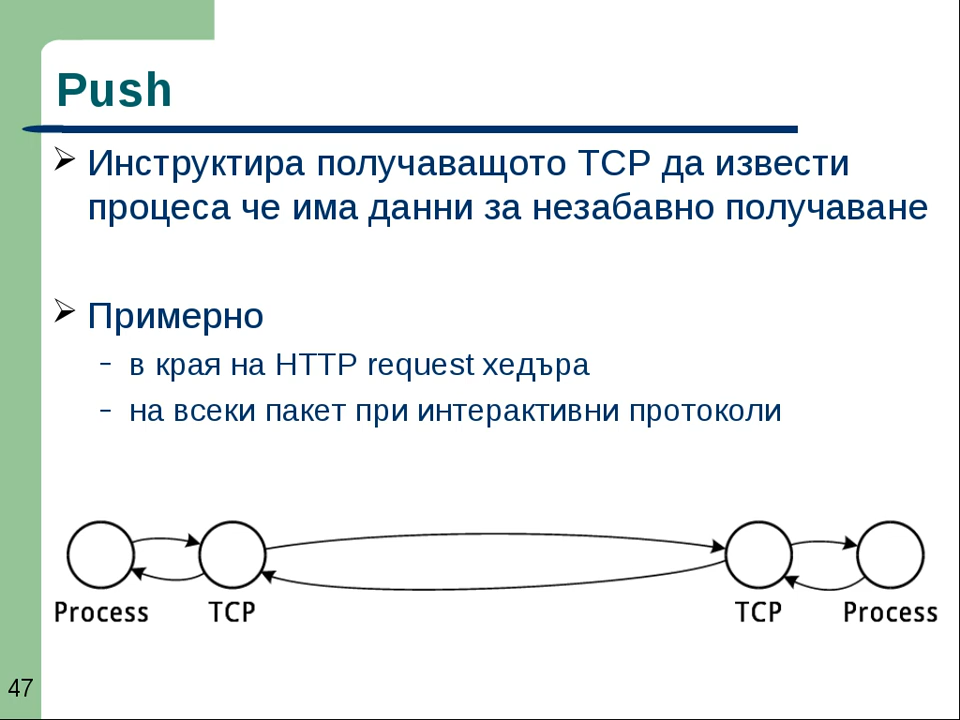 Push
Инструктира получаващото TCP да извести
процеса че има данни за незабавно получаване
Примерно
– в края на HTTP request хедъра
– на всеки пакет при интерактивни протоколи
Process TCP TCP Process
47